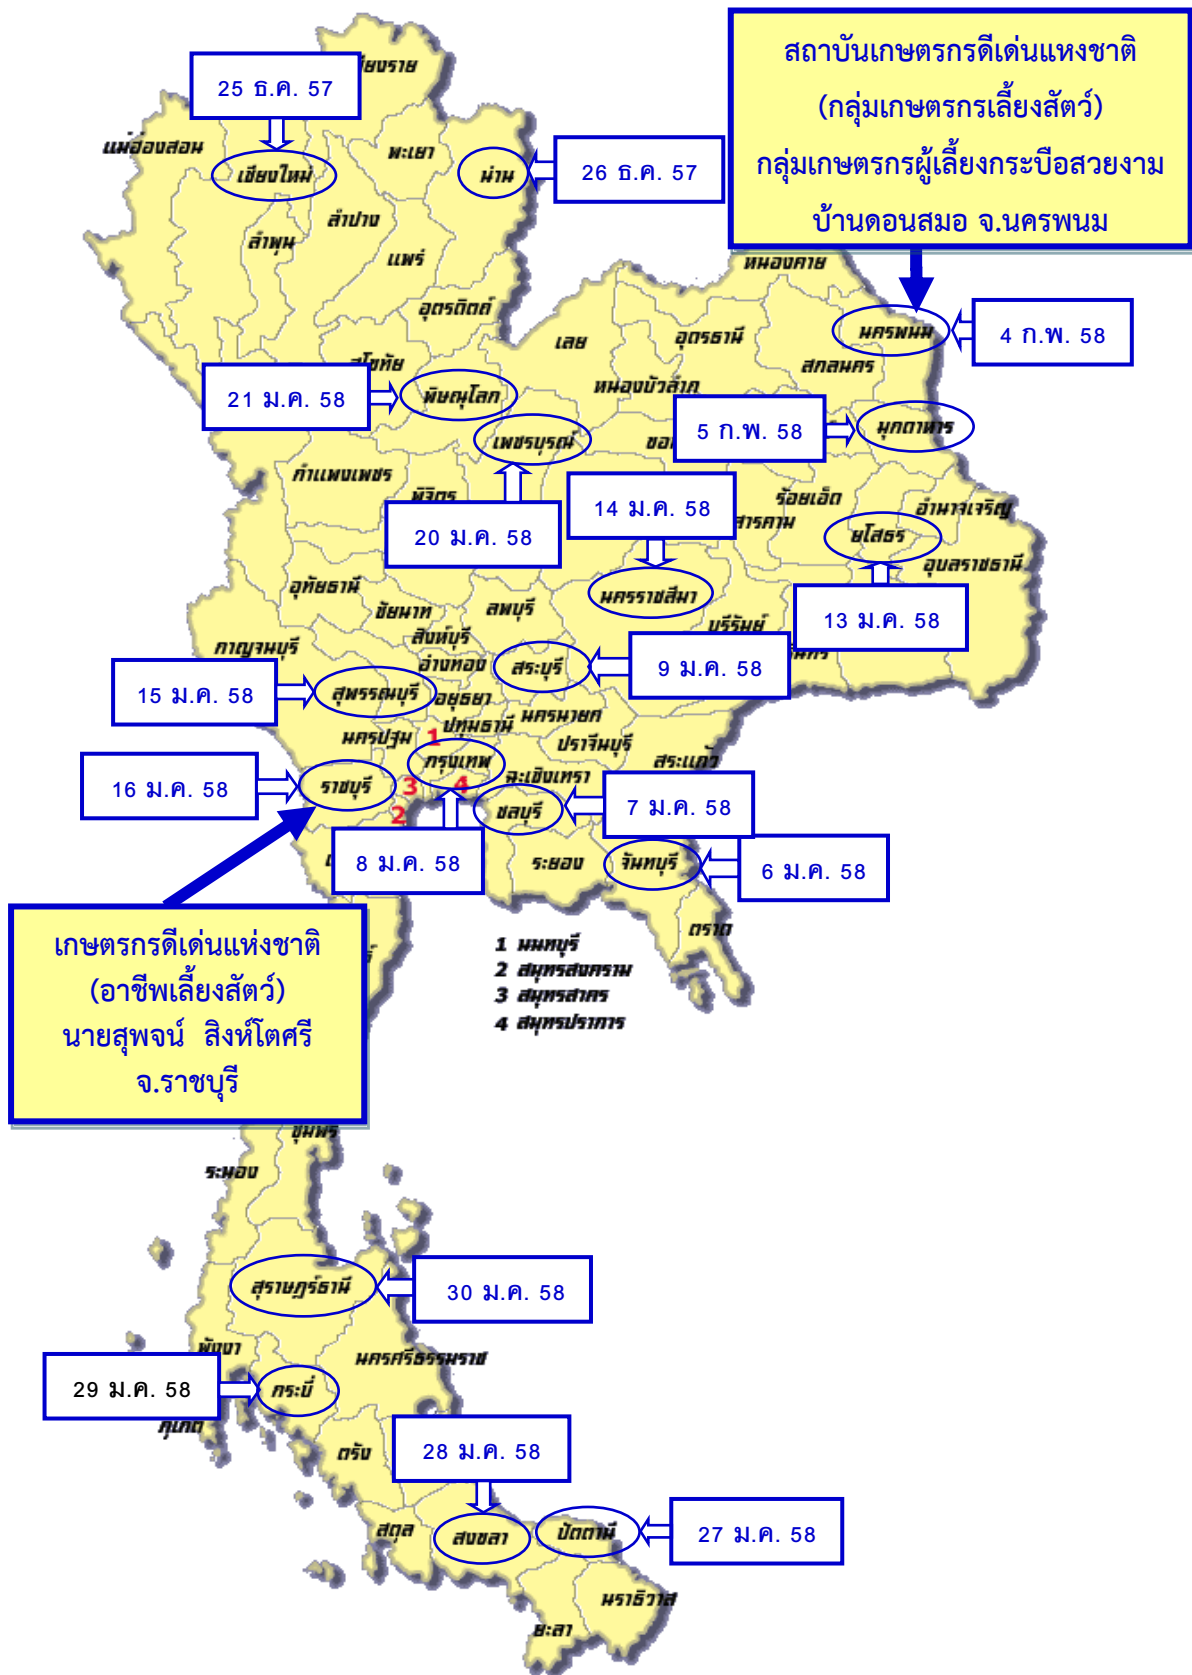 สถาบันเกษตรกรดีเด่นแหงชาติ
(กลุ่มเกษตรกรเลี้ยงสัตว์)
กลุ่มเกษตรกรผู้เลี้ยงกระบือสวยงาม
บ้านดอนสมอ จ.นครพนม
25 ธ.ค. 57
แม่ฮ่องสอน
พะเยา
เชียงใหม่
น่าน
26 ธ.ค. 57
ลำปาง
ลำพูน
แพร่
หนองคาย
อุตรดิตถ์
เลย
อุดรธานี
นครพนม
4 ก.พ. 58
สกลนคร
หนองบัวลำภู
21 ม.ค. 58
พิษณุโลก
เพชรบูรณ์
5 ก.พ. 58
มุกดาหาร
กำแพงเพชร
พิจิตร
14 ม.ค. 58
ร้อยเอ็ด
อำนาจเจริญ
20 ม.ค. 58
สารคาม
ยโสธร
อุบลราชธานี
อุทัยธานี
ชัยนาท
ลพบุรี
นครราชสีมา
13 ม.ค. 58
บุรีรัมย์
สิงห์บุรี
กาญจนบุรี
อ่างทอง
สระบุรี
9 ม.ค. 58
15 ม.ค. 58
สุพรรณบุรี
อยุธยา
นครนายก
ปทุมธานี
นครปฐม
1
ปราจีนบุรี
สระแก้ว
กรุงเทพ
ฉะเชิงเทรา
16 ม.ค. 58
ราชบุรี
3
4
2
ชลบุรี
7 ม.ค. 58
8 ม.ค. 58
ระยอง
จันทบุรี
6 ม.ค. 58
ตราด
เกษตรกรดีเด่นแห่งชาติ
(อาชีพเลี้ยงสัตว์)
นายสุพจน์ สิงห์โตศรี
จ.ราชบุรี
1 นนทบุรี
2 สมุทรสงคราม
3 สมุทรสาคร
4 สมุทรปราการ
ชุมพร
ระนอง
สุราษฎร์ธานี
30 ม.ค. 58
พังงา
นครศรีธรรมราช
29 ม.ค. 58
กระบี่
ภูเก็ต
ตรัง
28 ม.ค. 58
สตูล
สงขลา
ปัตตานี
27 ม.ค. 58
นราธิวาส
ยะลา